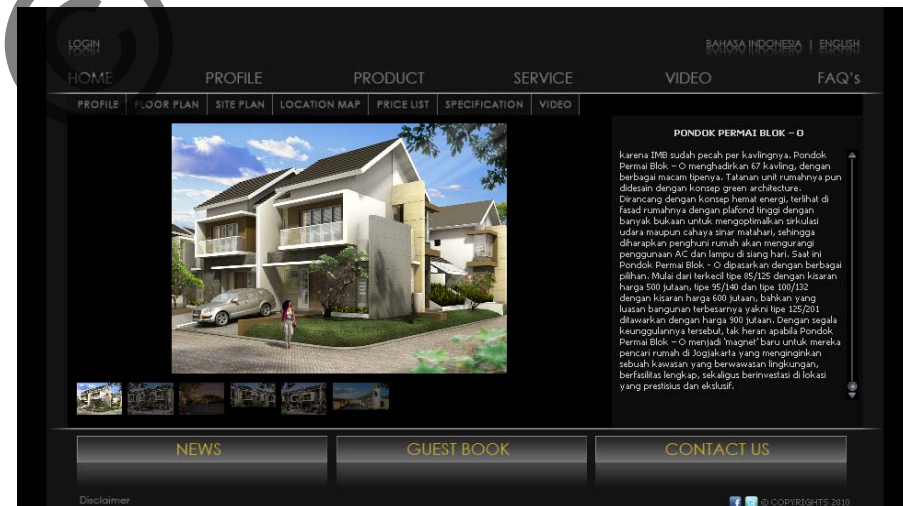 LOGIN
BAHASA INDONESIA | ENGLISH
HOME PROFILE PRODUCT SERVICE VIDEO FAQ's
PROFILE FLOOR PLAN SITE PLAN LOCATION MAP PRICE LIST SPECIFICATION VIDEO
PONDOK PERMAI BLOK – O
karena IMB sudah pecah per kavlingnya. Pondok
Permai Blok – O menghadirkan 67 kavling, dengan
berbagai macam tipenya. Tatanan unit rumahnya pun
didesain dengan konsep green architecture.
Dirancang dengan konsep hemat energi, terlihat di
fasad rumahnya dengan plafond tinggi dengan
banyak bukaan untuk mengoptimalkan sirkulasi
udara maupun cahaya sinar matahari, sehingga
diharapkan penghuni rumah akan mengurangi
penggunaan AC dan lampu di siang hari. Saat ini
Pondok Permai Blok - O dipasarkan dengan berbagai
pilihan. Mulai dari terkecil tipe 85/125 dengan kisaran
harga 500 jutaan, tipe 95/140 dan tipe 100/132
dengan kisaran harga 600 jutaan, bahkan yang
luasan bangunan terbesarnya yakni tipe 125/201
ditawarkan dengan harga 900 jutaan. Dengan segala
keunggulannya tersebut, tak heran apabila Pondok
Permai Blok – O menjadi 'magnet' baru untuk mereka
pencari rumah di Jogjakarta yang menginginkan
sebuah kawasan yang berwawasan lingkungan,
berfasilitas lengkap, sekaligus berinvestasi di lokasi
yang prestisius dan ekslusif.
NEWS GUEST BOOK CONTACT US
Disclaimer
© COPYRIGHTS 2010